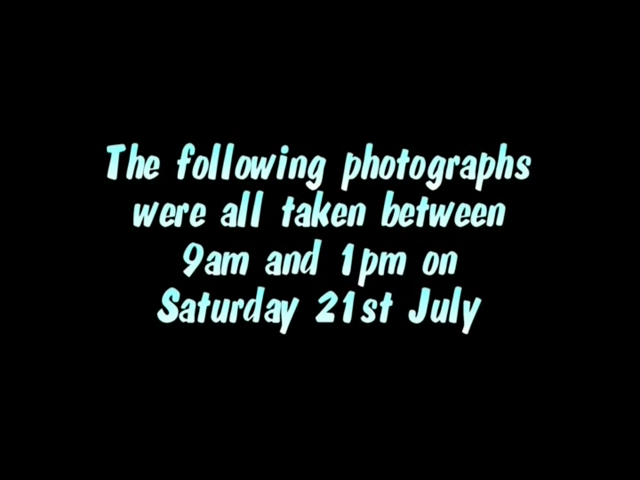 The following photographs
were all taken between
9am and 1pm on
Saturday 21st July